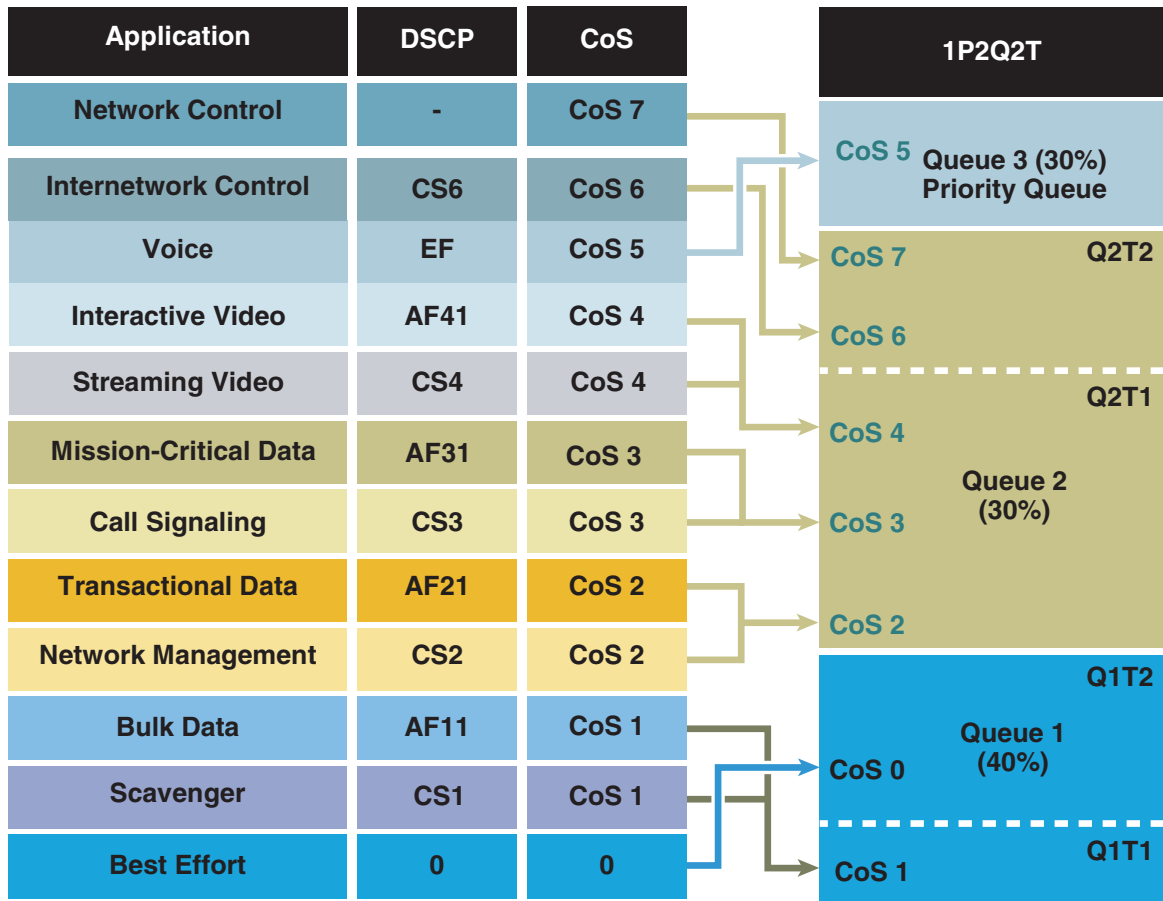 Application DSCP CoS 1P2Q2T
Network Control - CoS 7
Internetwork Control CS6 CoS 6
Voice EF CoS 5
Interactive Video AF41 CoS 4
Streaming Video CS4 CoS 4
Mission-Critical Data AF31 CoS 3
Call Signaling CS3 CoS 3
Transactional Data AF21 CoS 2
Network Management CS2 CoS 2
Bulk Data AF11 CoS 1
Scavenger CS1 CoS 1
Best Effort 0 0
CoS 5
Queue 3 (30%)
Priority Queue
CoS 7
Q2T2
CoS 6
Q2T1
CoS 4
Queue 2
(30%)
CoS 3
CoS 2
Q1T2
Queue 1
(40%)
CoS 0
Q1T1
CoS 1